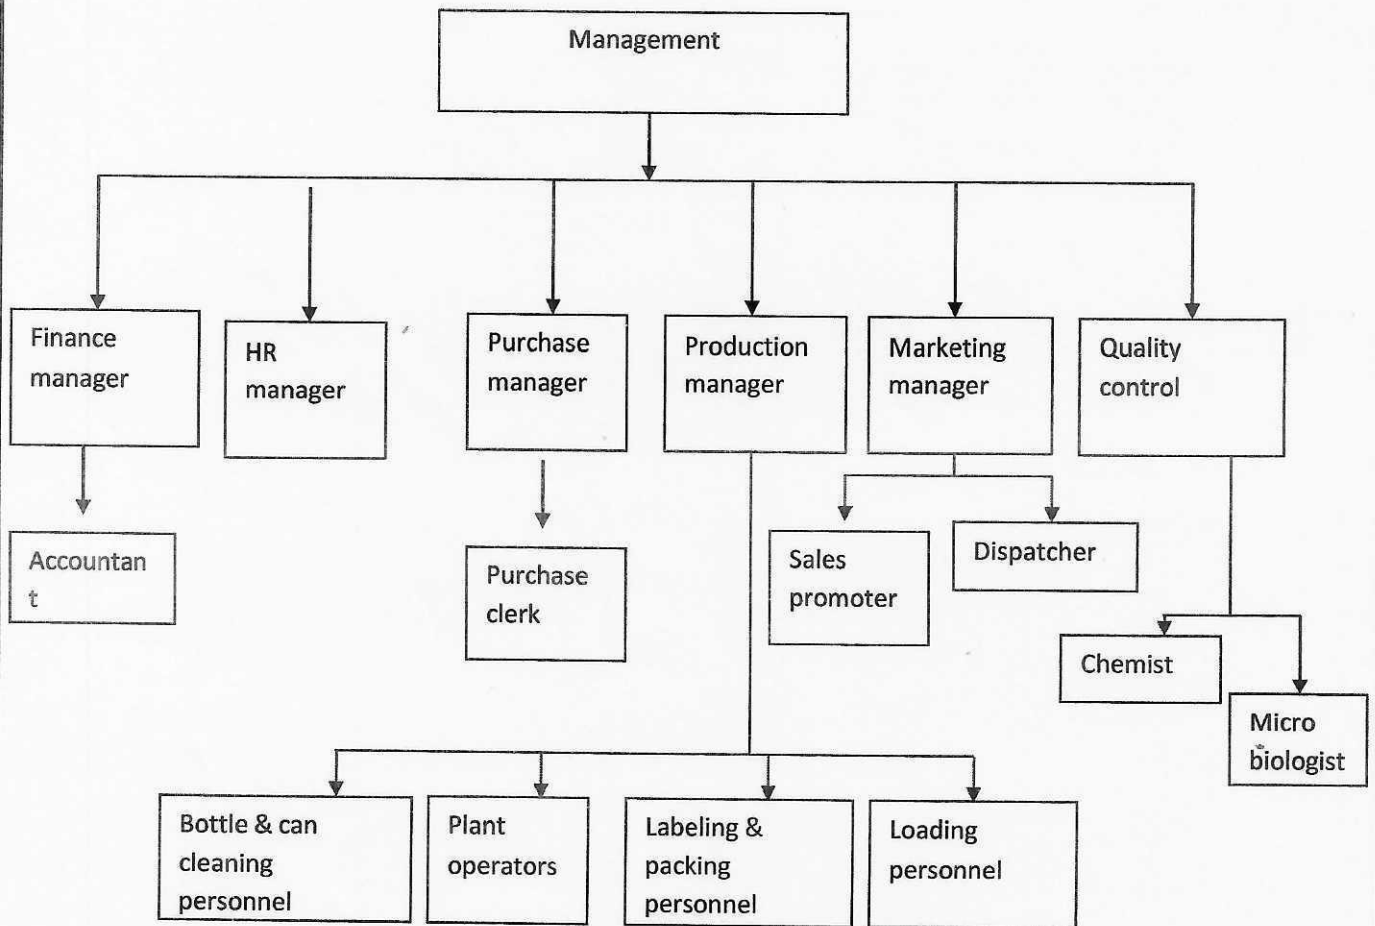 Management
Finance
manager
HR
manager
Purchase
manager
Production
manager
Marketing
manager
Quality
control
Accountan
t
Purchase
clerk
Sales
promoter
Dispatcher
Chemist
Micro
biologist
Bottle & can
cleaning
personnel
Plant
operators
Labeling &
packing
personnel
Loading
personnel